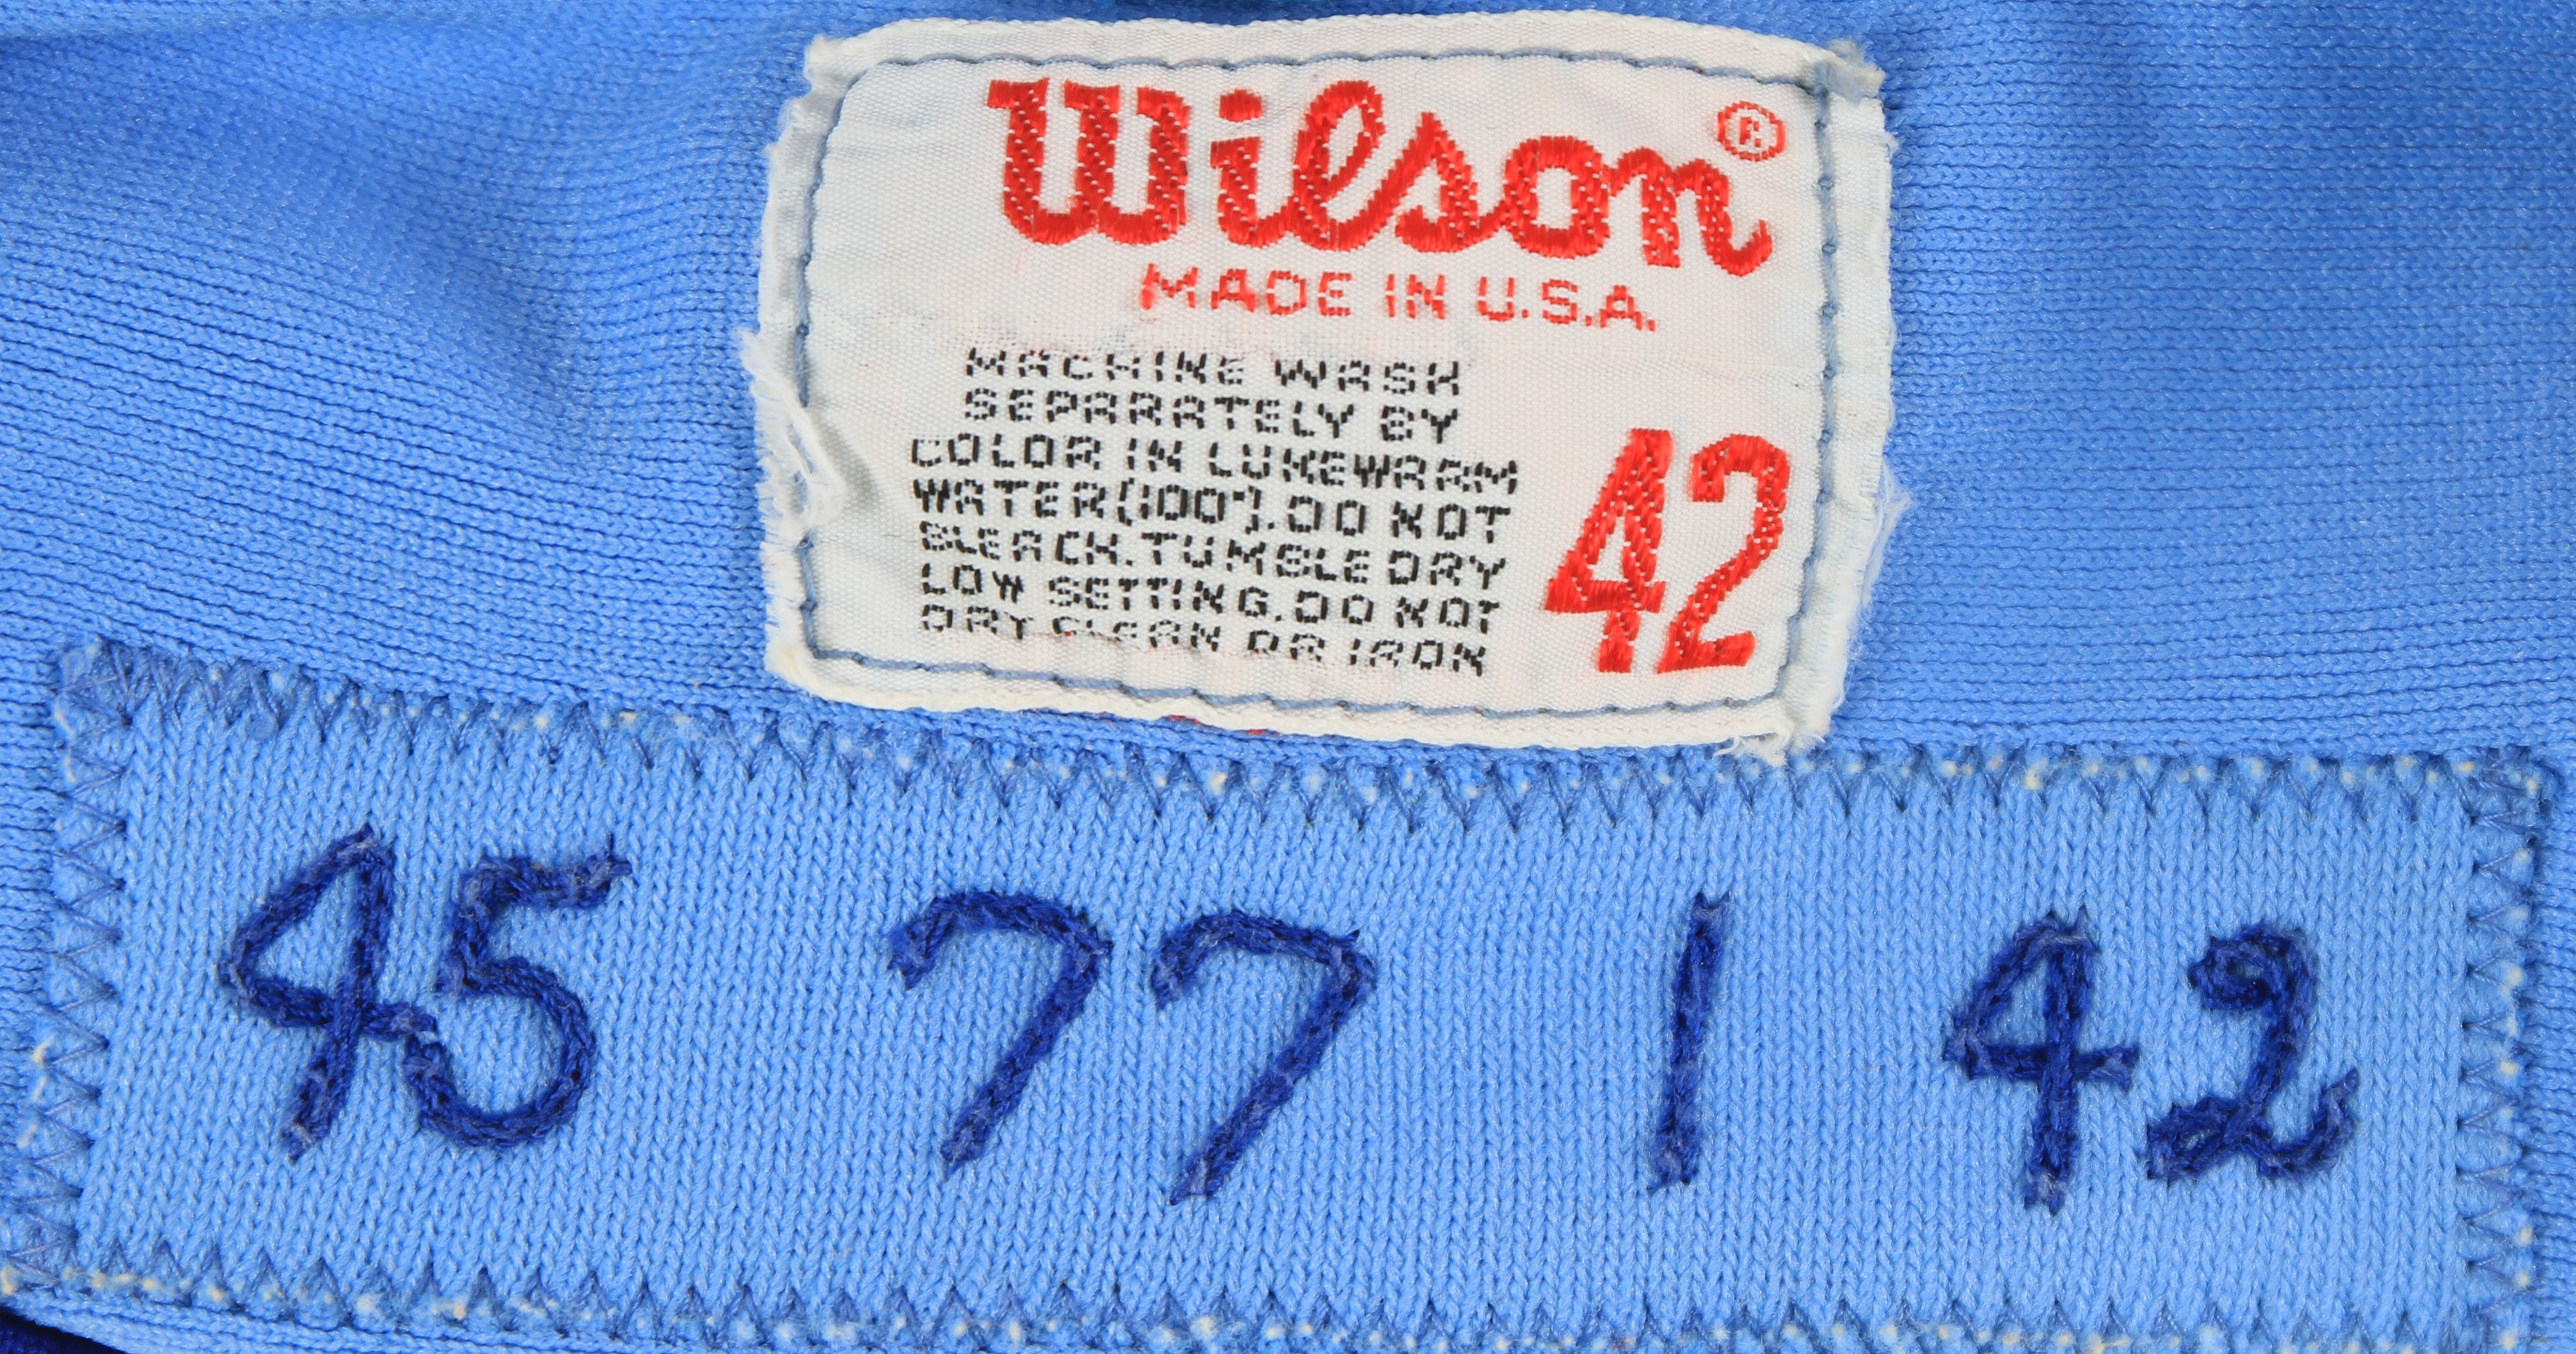 Wilson®
MADE IN U.S.A.
MACHINE WASH
SEPARATELY BY
COLOR IN LUKEWARM
WATER(100°). DO NOT
BLEACH. TUMBLE DRY
LOW SETTING. DO NOT
DRY CLEAN OR IRON
42
45 77 1 42